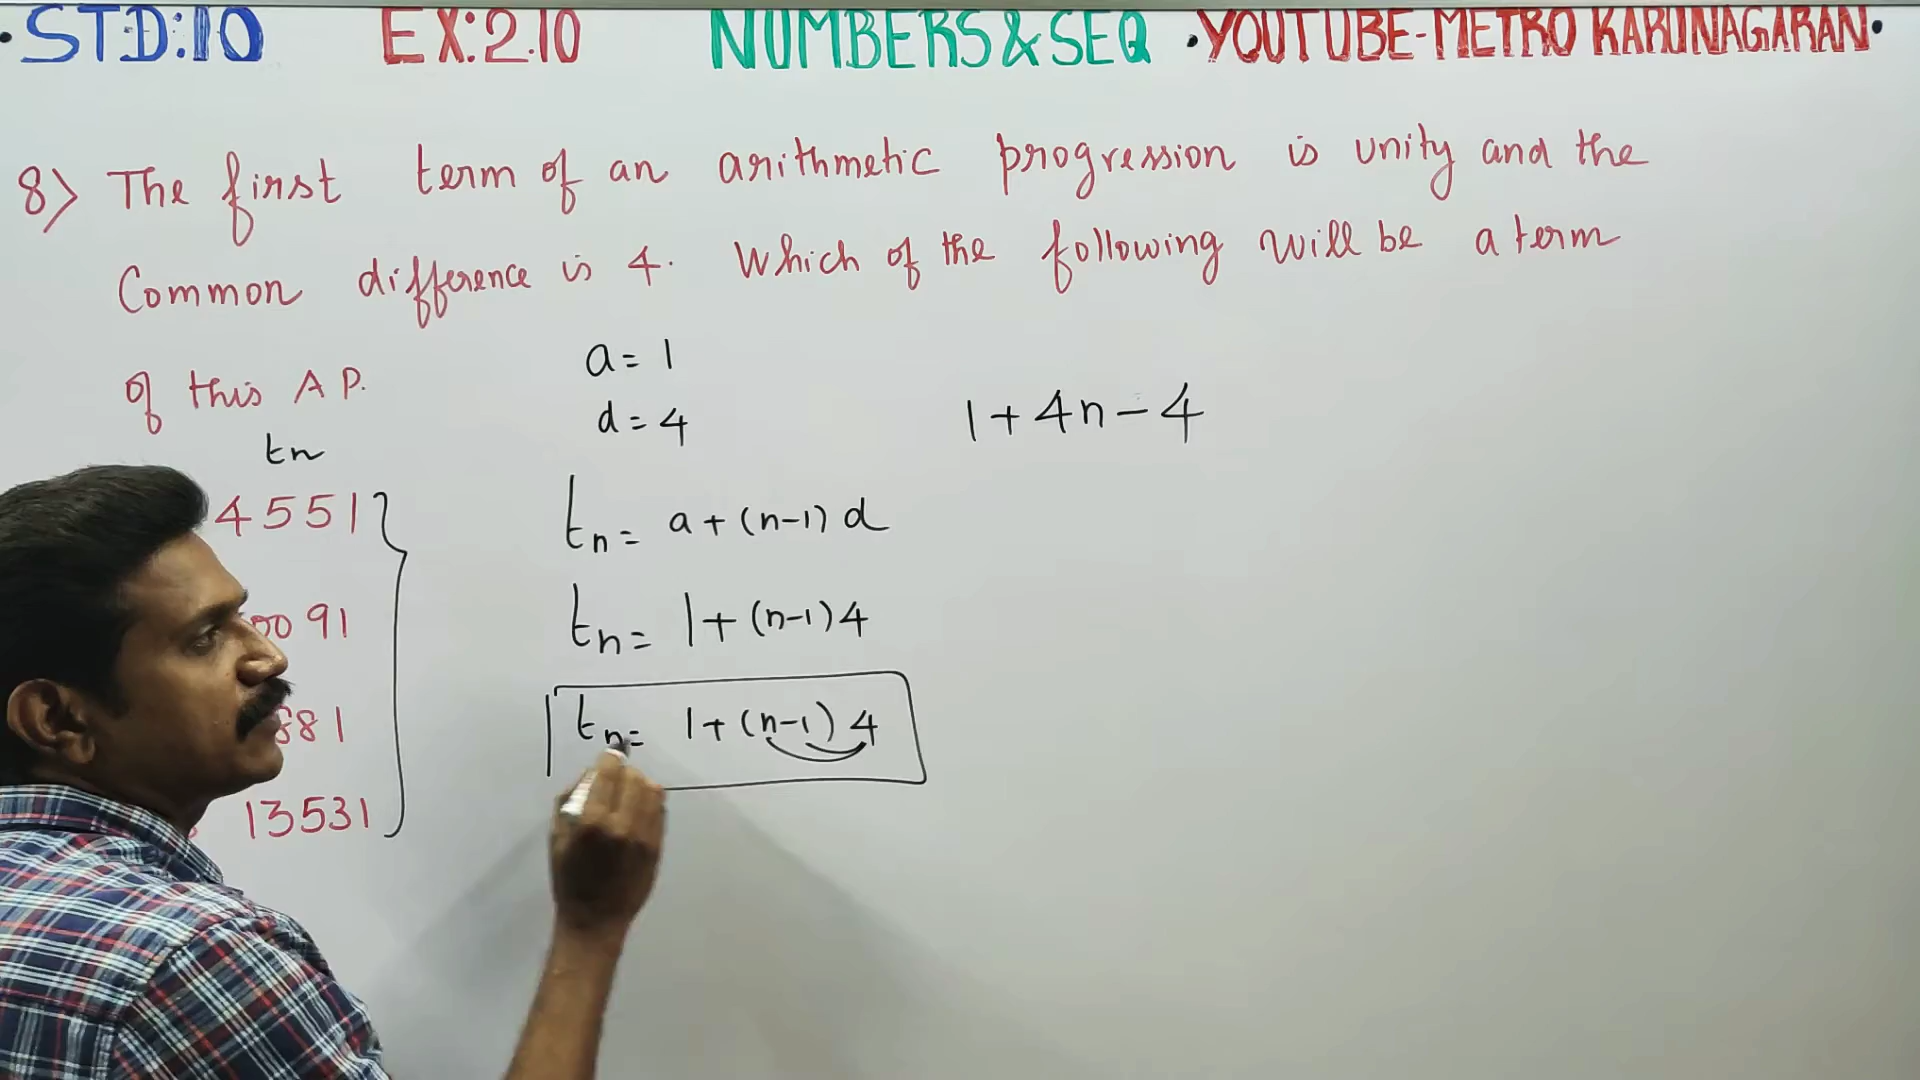 STD:10 EX:2.10 NUMBERS & SEQ • YOUTUBE-METRO KARUNAGARAN •
8) The first term of an arithmetic progression is unity and the
Common difference is 4. Which of the following will be a term
of this A P.
tn
4551
0091
881
13531
a = 1
d = 4
tn = a + (n-1) d
tn = 1 + (n-1) 4
tn = 1 + (n-1) 4
1 + 4n - 4